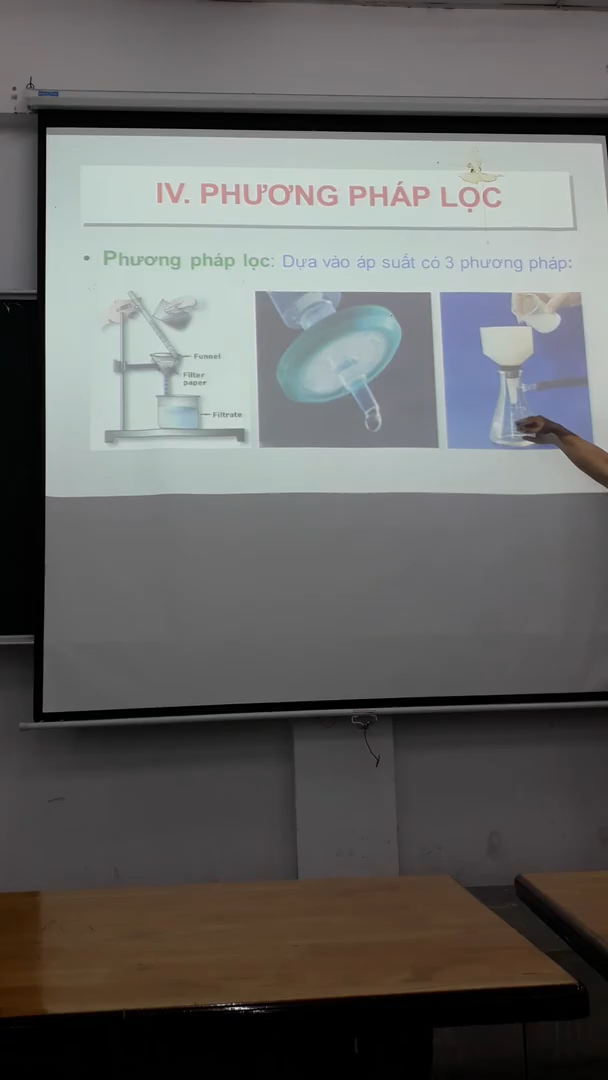 IV. PHƯƠNG PHÁP LỌC
• Phương pháp lọc: Dựa vào áp suất có 3 phương pháp:
Funnel
Filter
paper
Filtrate